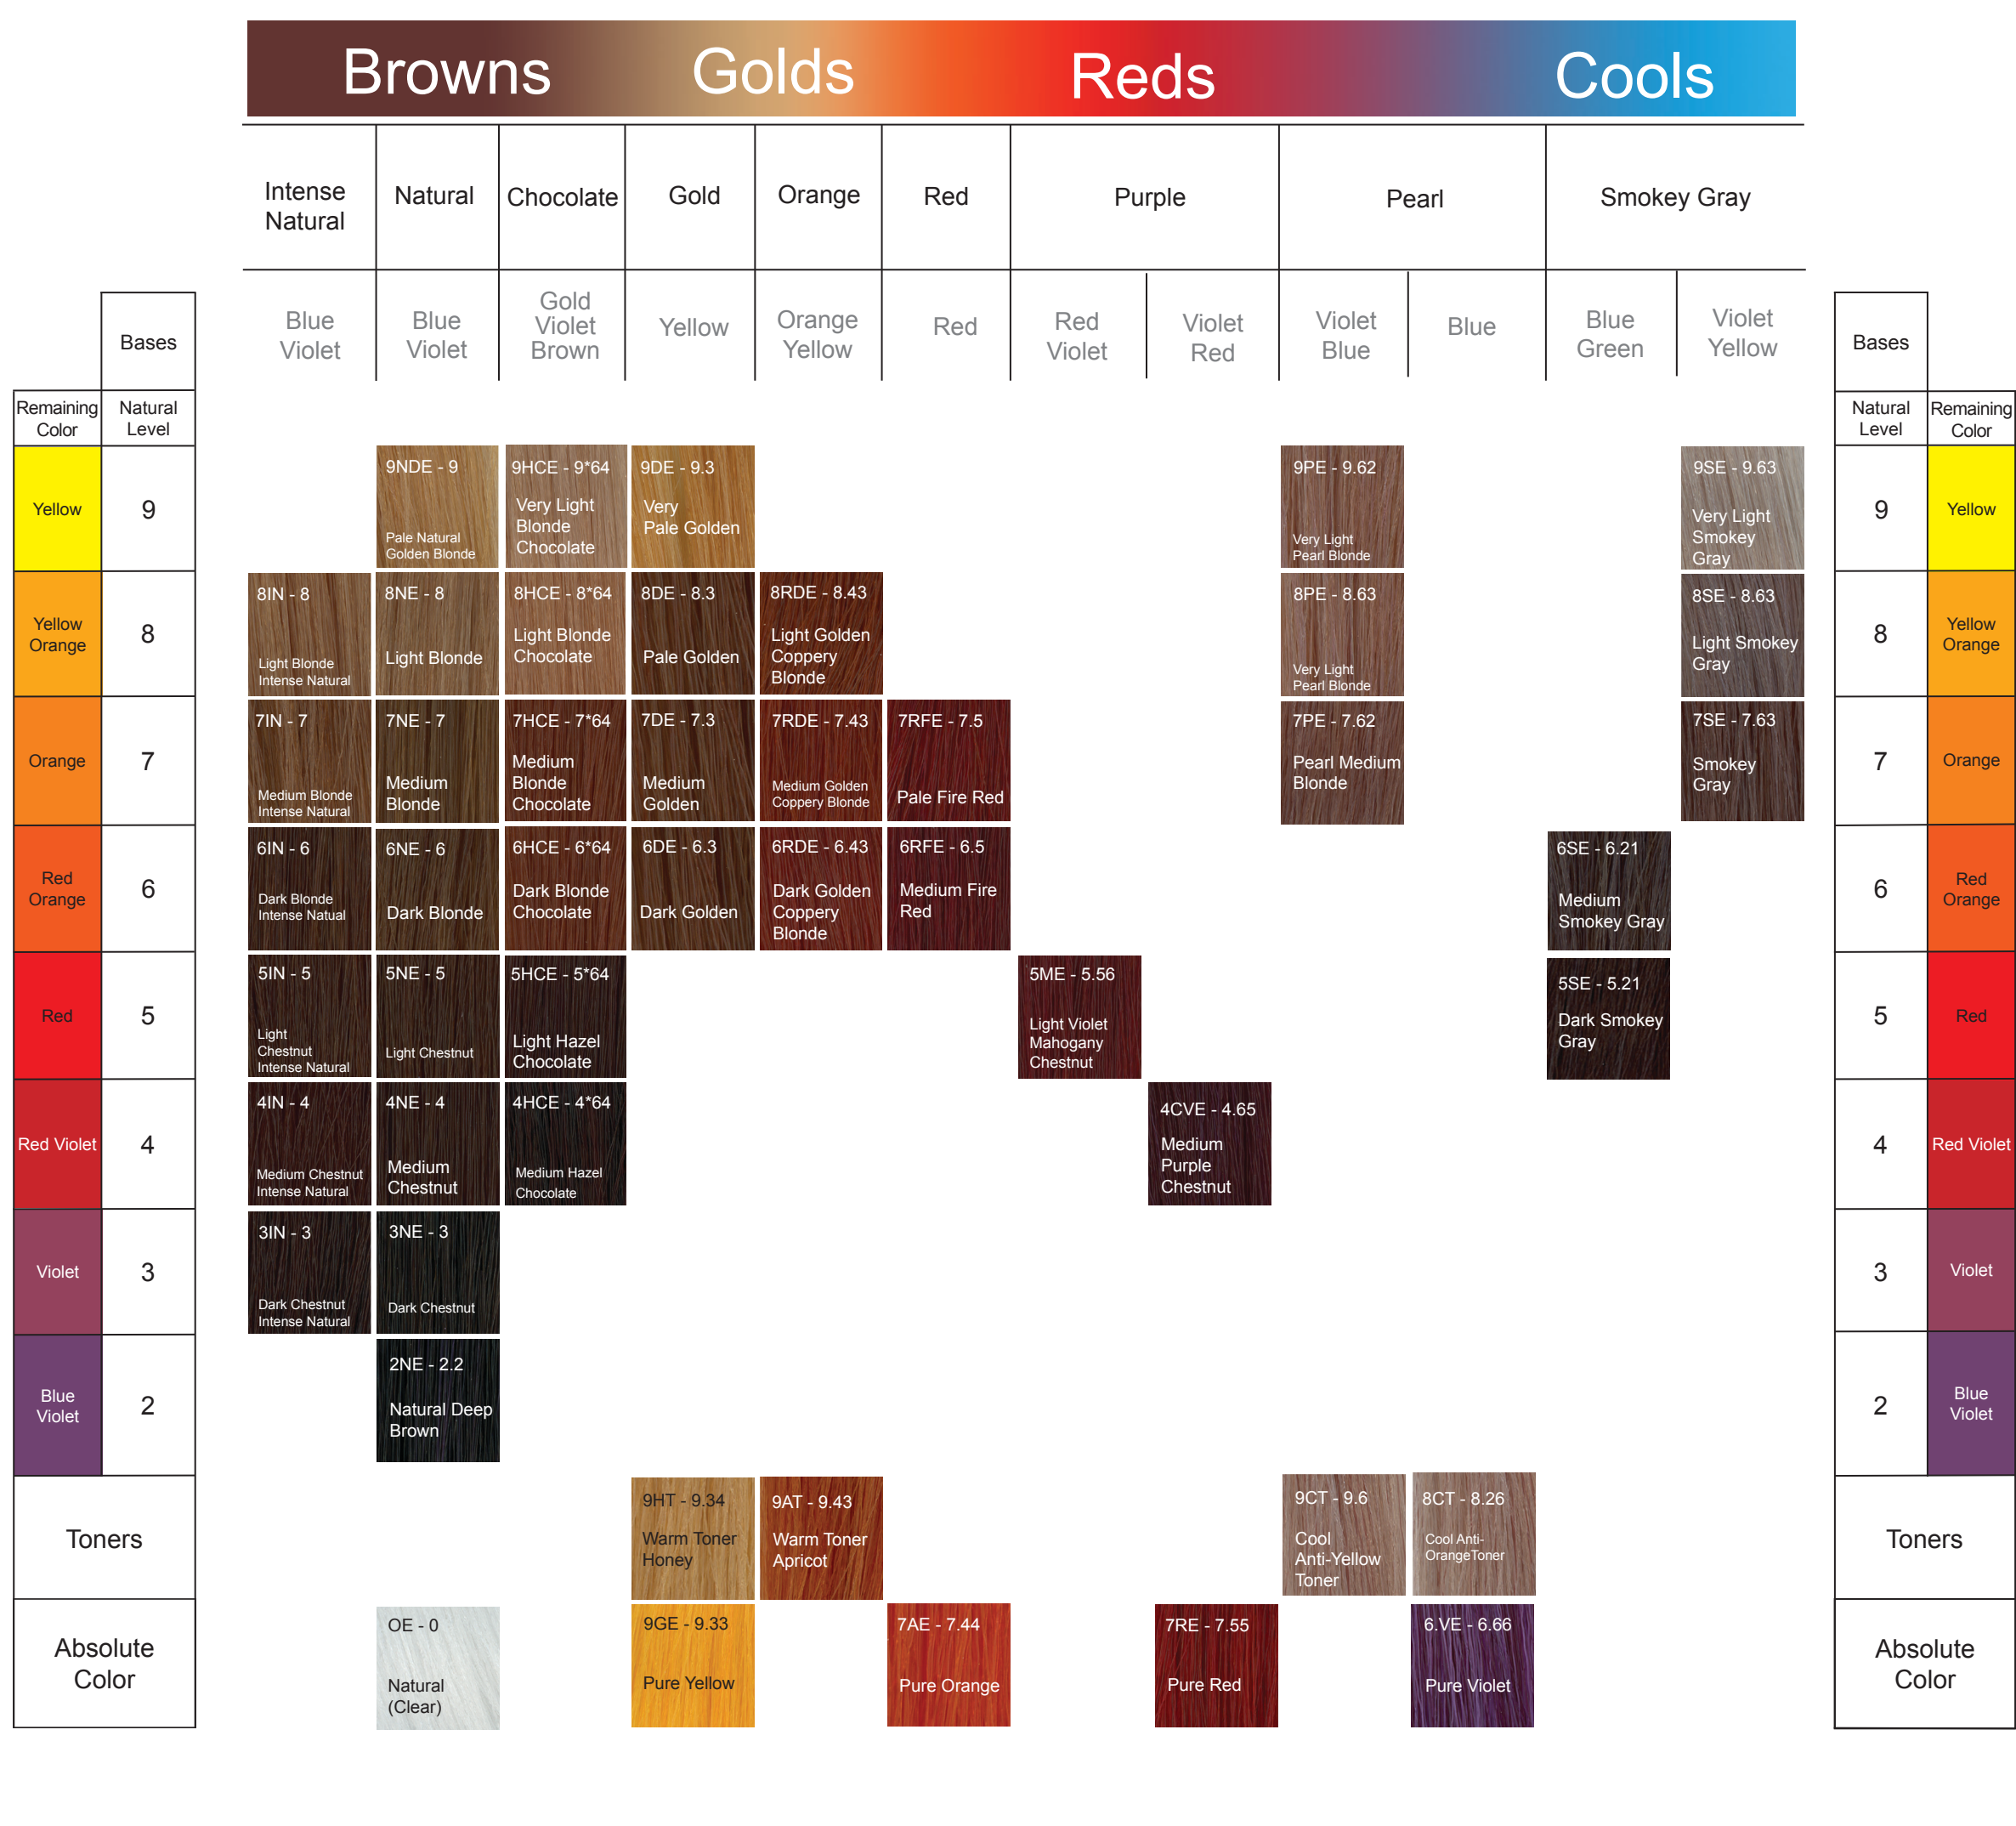 Browns Golds Reds Cools
Intense
Natural
Natural
Chocolate
Gold
Orange
Red
Purple
Pearl
Smokey Gray
Bases
Blue
Violet
Blue
Violet
Gold
Violet
Brown
Yellow
Orange
Yellow
Red
Red
Violet
Violet
Red
Violet
Blue
Blue
Blue
Green
Violet
Yellow
Bases
Remaining
Color
Natural
Level
Natural
Level
Remaining
Color
Yellow
9
9NDE - 9
Pale Natural
Golden Blonde
9HCE - 9*64
Very Light
Blonde
Chocolate
9DE - 9.3
Very
Pale Golden
9PE - 9.62
Very Light
Pearl Blonde
9SE - 9.63
Very Light
Smokey
Gray
9
Yellow
Yellow
Orange
8
8IN - 8
Light Blonde
Intense Natural
8NE - 8
Light Blonde
8HCE - 8*64
Light Blonde
Chocolate
8DE - 8.3
Pale Golden
8RDE - 8.43
Light Golden
Coppery
Blonde
8PE - 8.63
Very Light
Pearl Blonde
8SE - 8.63
Light Smokey
Gray
8
Yellow
Orange
Orange
7
7IN - 7
Medium Blonde
Intense Natural
7NE - 7
Medium
Blonde
7HCE - 7*64
Medium
Blonde
Chocolate
7DE - 7.3
Medium
Golden
7RDE - 7.43
Medium Golden
Coppery Blonde
7RFE - 7.5
Pale Fire Red
7PE - 7.62
Pearl Medium
Blonde
7SE - 7.63
Smokey
Gray
7
Orange
Red
Orange
6
6IN - 6
Dark Blonde
Intense Natual
6NE - 6
Dark Blonde
6HCE - 6*64
Dark Blonde
Chocolate
6DE - 6.3
Dark Golden
6RDE - 6.43
Dark Golden
Coppery
Blonde
6RFE - 6.5
Medium Fire
Red
6SE - 6.21
Medium
Smokey Gray
6
Red
Orange
Red
5
5IN - 5
Light
Chestnut
Intense Natural
5NE - 5
Light Chestnut
5HCE - 5*64
Light Hazel
Chocolate
5ME - 5.56
Light Violet
Mahogany
Chestnut
5SE - 5.21
Dark Smokey
Gray
5
Red
Red Violet
4
4IN - 4
Medium Chestnut
Intense Natural
4NE - 4
Medium
Chestnut
4HCE - 4*64
Medium Hazel
Chocolate
4CVE - 4.65
Medium
Purple
Chestnut
4
Red Violet
Violet
3
3IN - 3
Dark Chestnut
Intense Natural
3NE - 3
Dark Chestnut
3
Violet
Blue
Violet
2
2NE - 2.2
Natural Deep
Brown
2
Blue
Violet
Toners
9HT - 9.34
Warm Toner
Honey
9AT - 9.43
Warm Toner
Apricot
9CT - 9.6
Cool
Anti-Yellow
Toner
8CT - 8.26
Cool Anti-
OrangeToner
Toners
Absolute
Color
OE - 0
Natural
(Clear)
9GE - 9.33
Pure Yellow
7AE - 7.44
Pure Orange
7RE - 7.55
Pure Red
6.VE - 6.66
Pure Violet
Absolute
Color